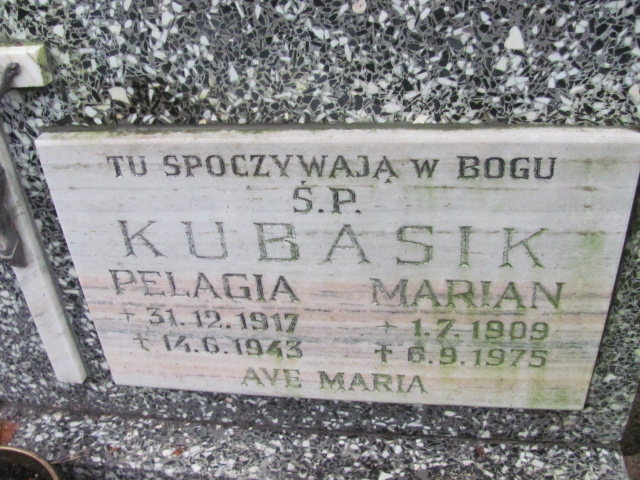 TU SPOCZYWAJĄ W BOGU
Ś.P.
KUBASIK
PELAGIA MARIAN
+ 31.12.1917 + 1.7.1909
✝ 14.6.1943 ✝ 6.9.1975
AVE MARIA